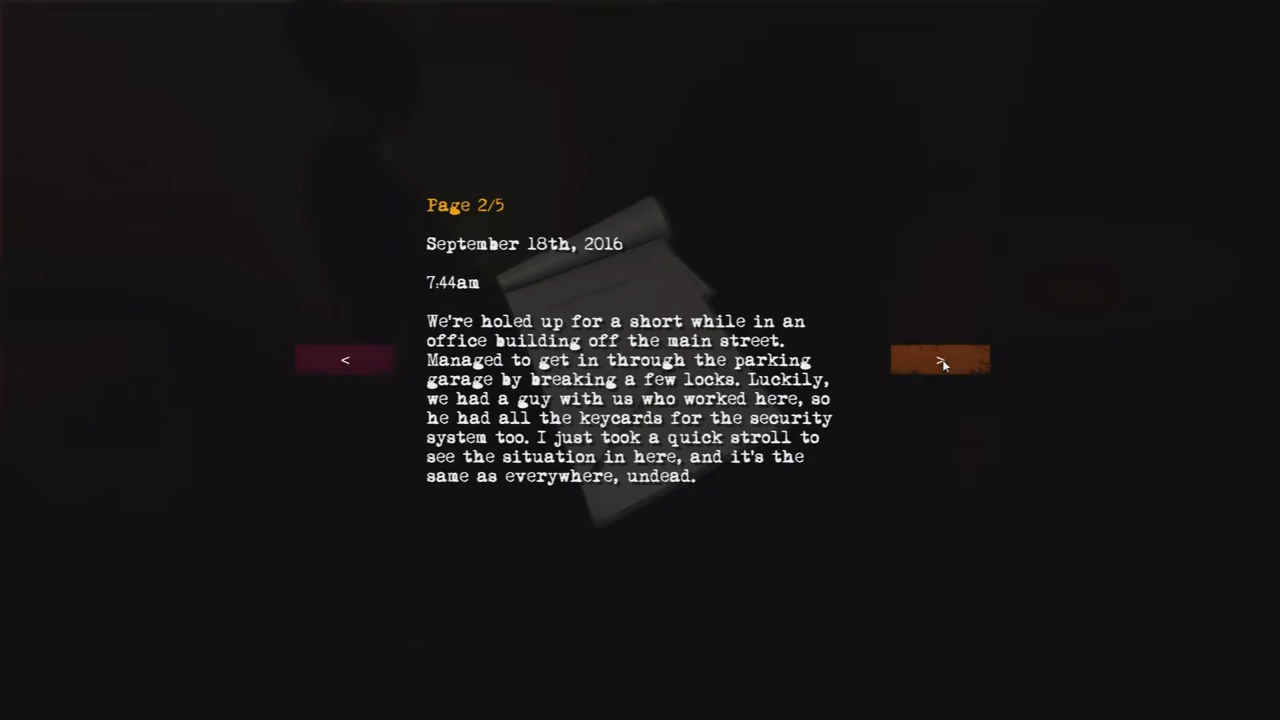 Page 2/5
September 18th, 2016
7:44am
We're holed up for a short while in an
office building off the main street.
Managed to get in through the parking
garage by breaking a few locks. Luckily,
<
>
we had a guy with us who worked here, so
he had all the keycards for the security
system too. I just took a quick stroll to
see the situation in here, and it's the
same as everywhere, undead.